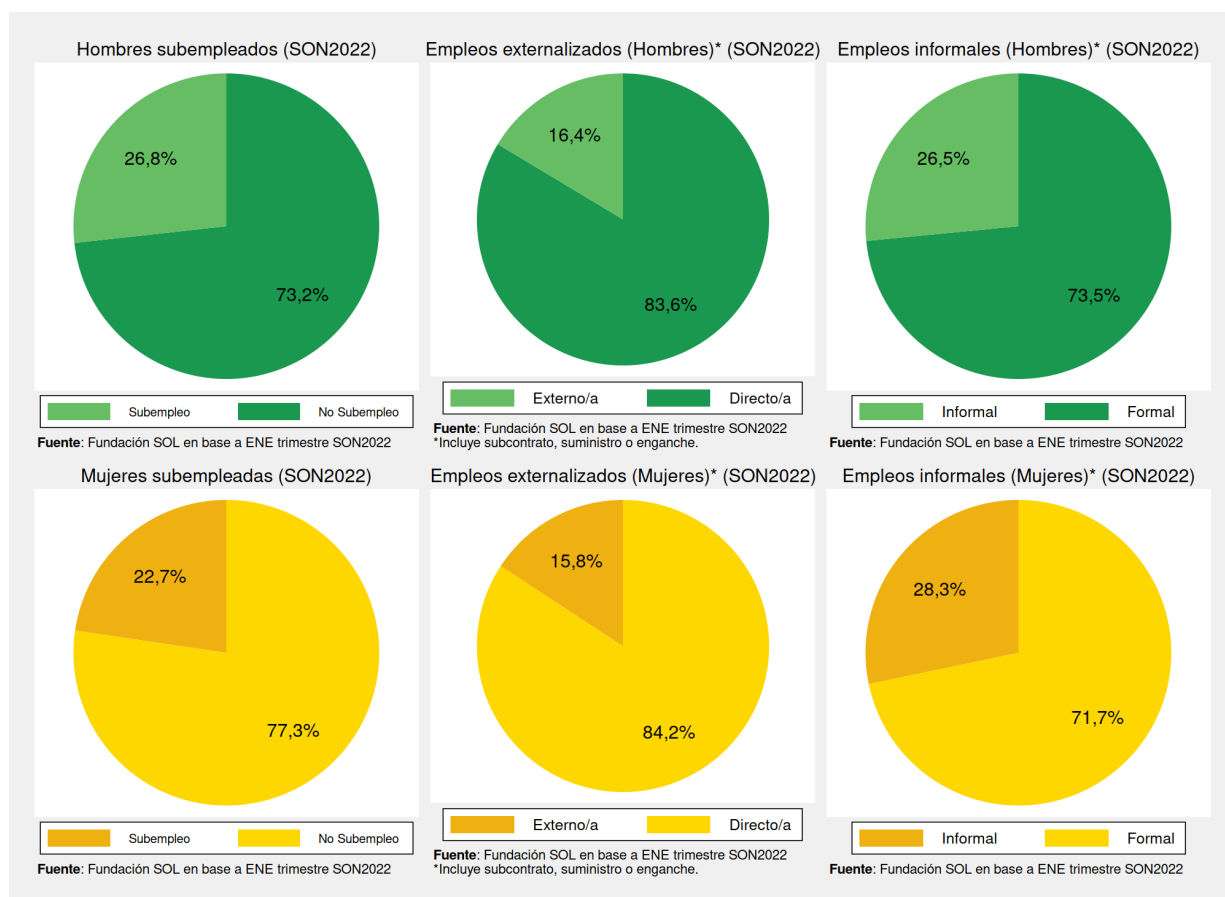 Hombres subempleados (SON2022)
26,8%
73,2%
Subempleo No Subempleo
Fuente: Fundación SOL en base a ENE trimestre SON2022
Empleos externalizados (Hombres)* (SON2022)
16,4%
83,6%
Externo/a Directo/a
Fuente: Fundación SOL en base a ENE trimestre SON2022
*Incluye subcontrato, suministro o enganche.
Empleos informales (Hombres)* (SON2022)
26,5%
73,5%
Informal Formal
Fuente: Fundación SOL en base a ENE trimestre SON2022
Mujeres subempleadas (SON2022)
22,7%
77,3%
Subempleo No Subempleo
Fuente: Fundación SOL en base a ENE trimestre SON2022
Empleos externalizados (Mujeres)* (SON2022)
15,8%
84,2%
Externo/a Directo/a
Fuente: Fundación SOL en base a ENE trimestre SON2022
*Incluye subcontrato, suministro o enganche.
Empleos informales (Mujeres)* (SON2022)
28,3%
71,7%
Informal Formal
Fuente: Fundación SOL en base a ENE trimestre SON2022